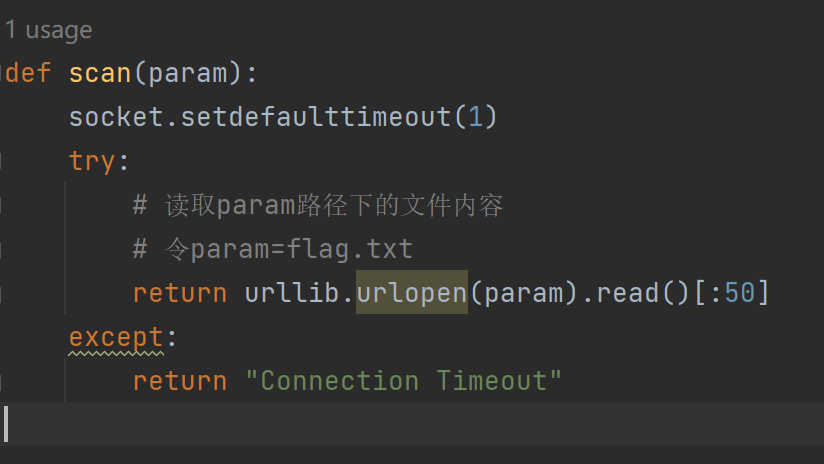 1 usage
def scan(param):
    socket.setdefaulttimeout(1)
    try:
        # 读取param路径下的文件内容
        # 令param=flag.txt
        return urllib.urlopen(param).read()[:50]
    except:
        return "Connection Timeout"